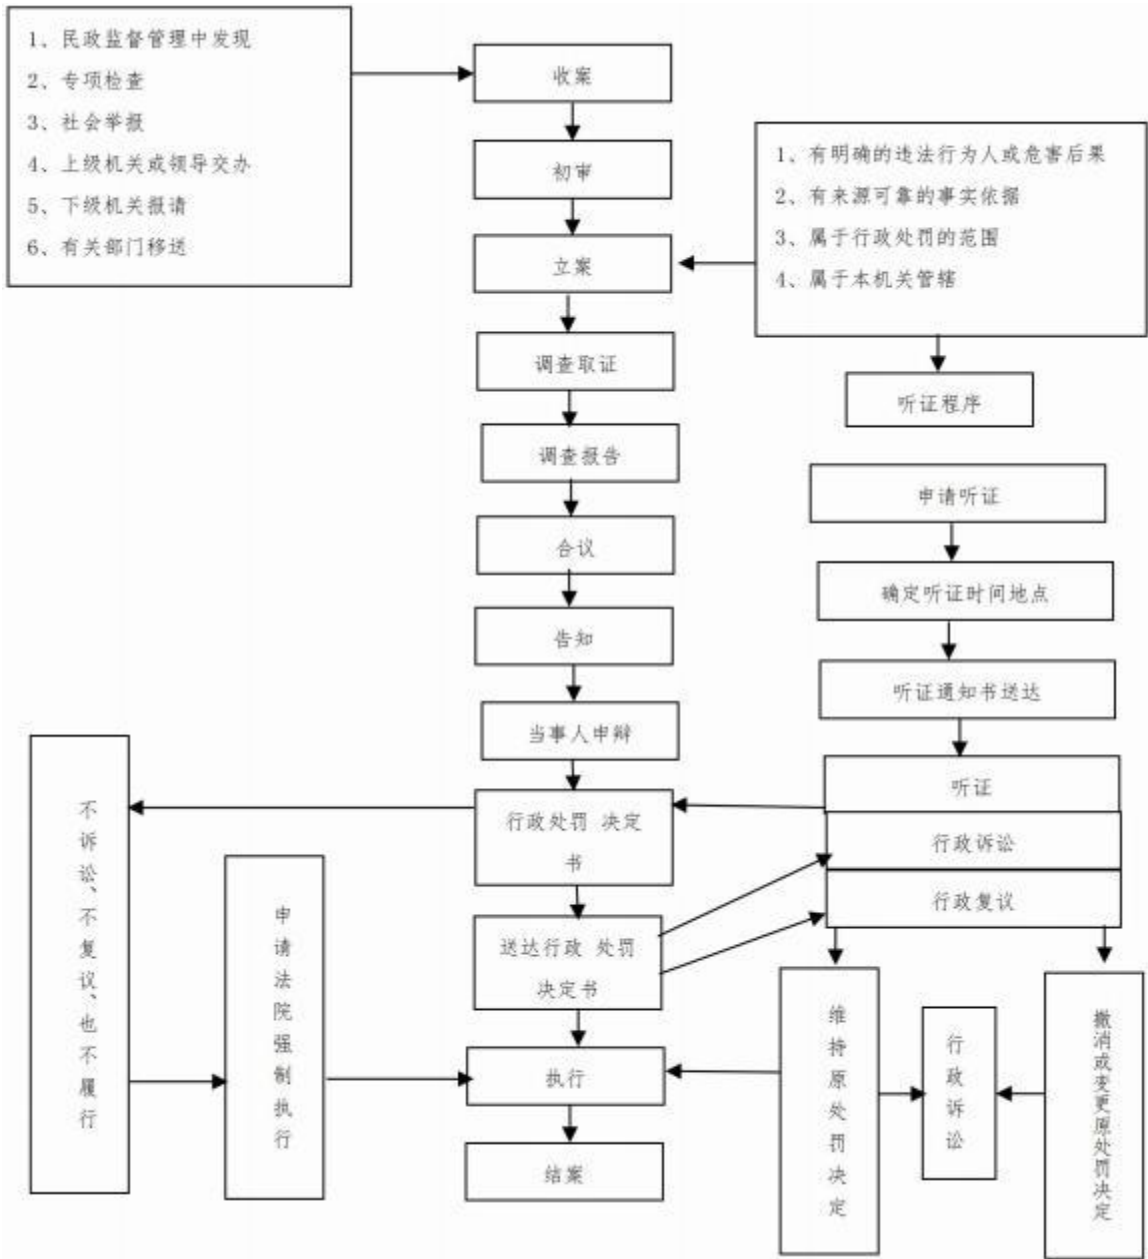 1、民政监督管理中发现
2、专项检查
3、社会举报
4、上级机关或领导交办
5、下级机关报请
6、有关部门移送
收案
初审
立案
1、有明确的违法行为人或危害后果
2、有来源可靠的事实依据
3、属于行政处罚的范围
4、属于本机关管辖
调查取证
听证程序
调查报告
申请听证
合议
确定听证时间地点
告知
听证通知书送达
当事人申辩
听证
行政处罚 决定
书
行政诉讼
行政复议
送达行政 处罚
决定书
不诉讼、不复议、也不履行
申请法院强制执行
执行
结案
维持原处罚决定
行政诉讼
撤消或变更原处罚决定